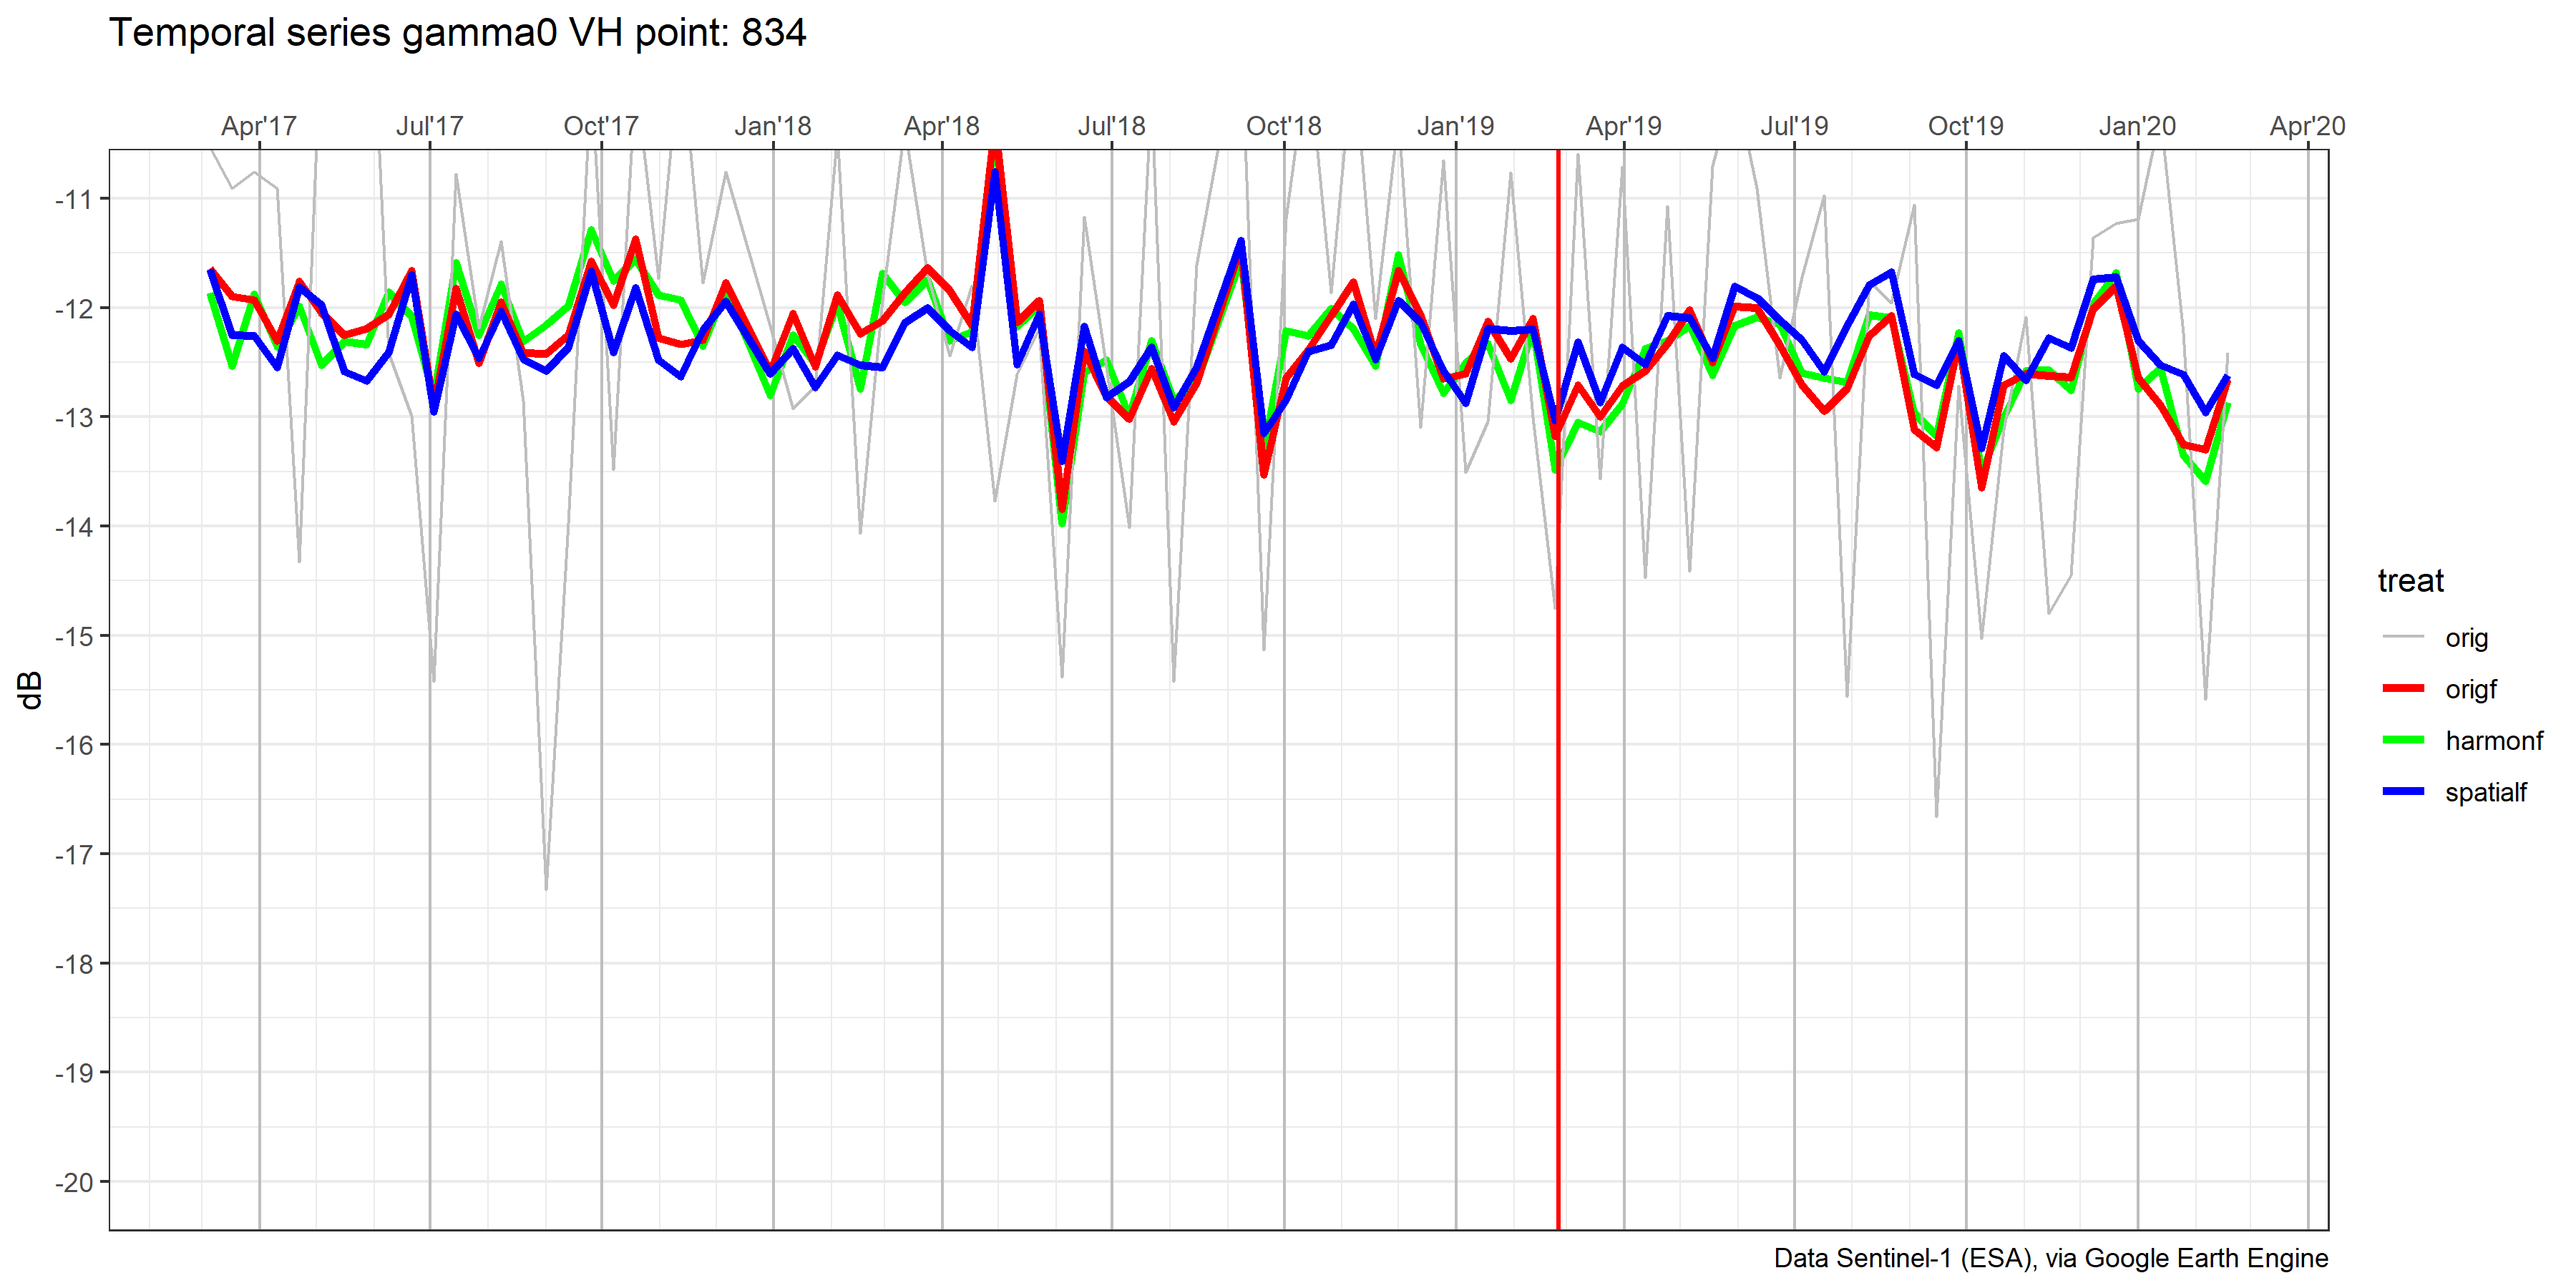 Temporal series gamma0 VH point: 834
Apr'17 Jul'17 Oct'17 Jan'18 Apr'18 Jul'18 Oct'18 Jan'19 Apr'19 Jul'19 Oct'19 Jan'20 Apr'20
-11
-12
-13
-14
-15
-16
-17
-18
-19
-20
dB
treat
orig
origf
harmonf
spatialf
Data Sentinel-1 (ESA), via Google Earth Engine